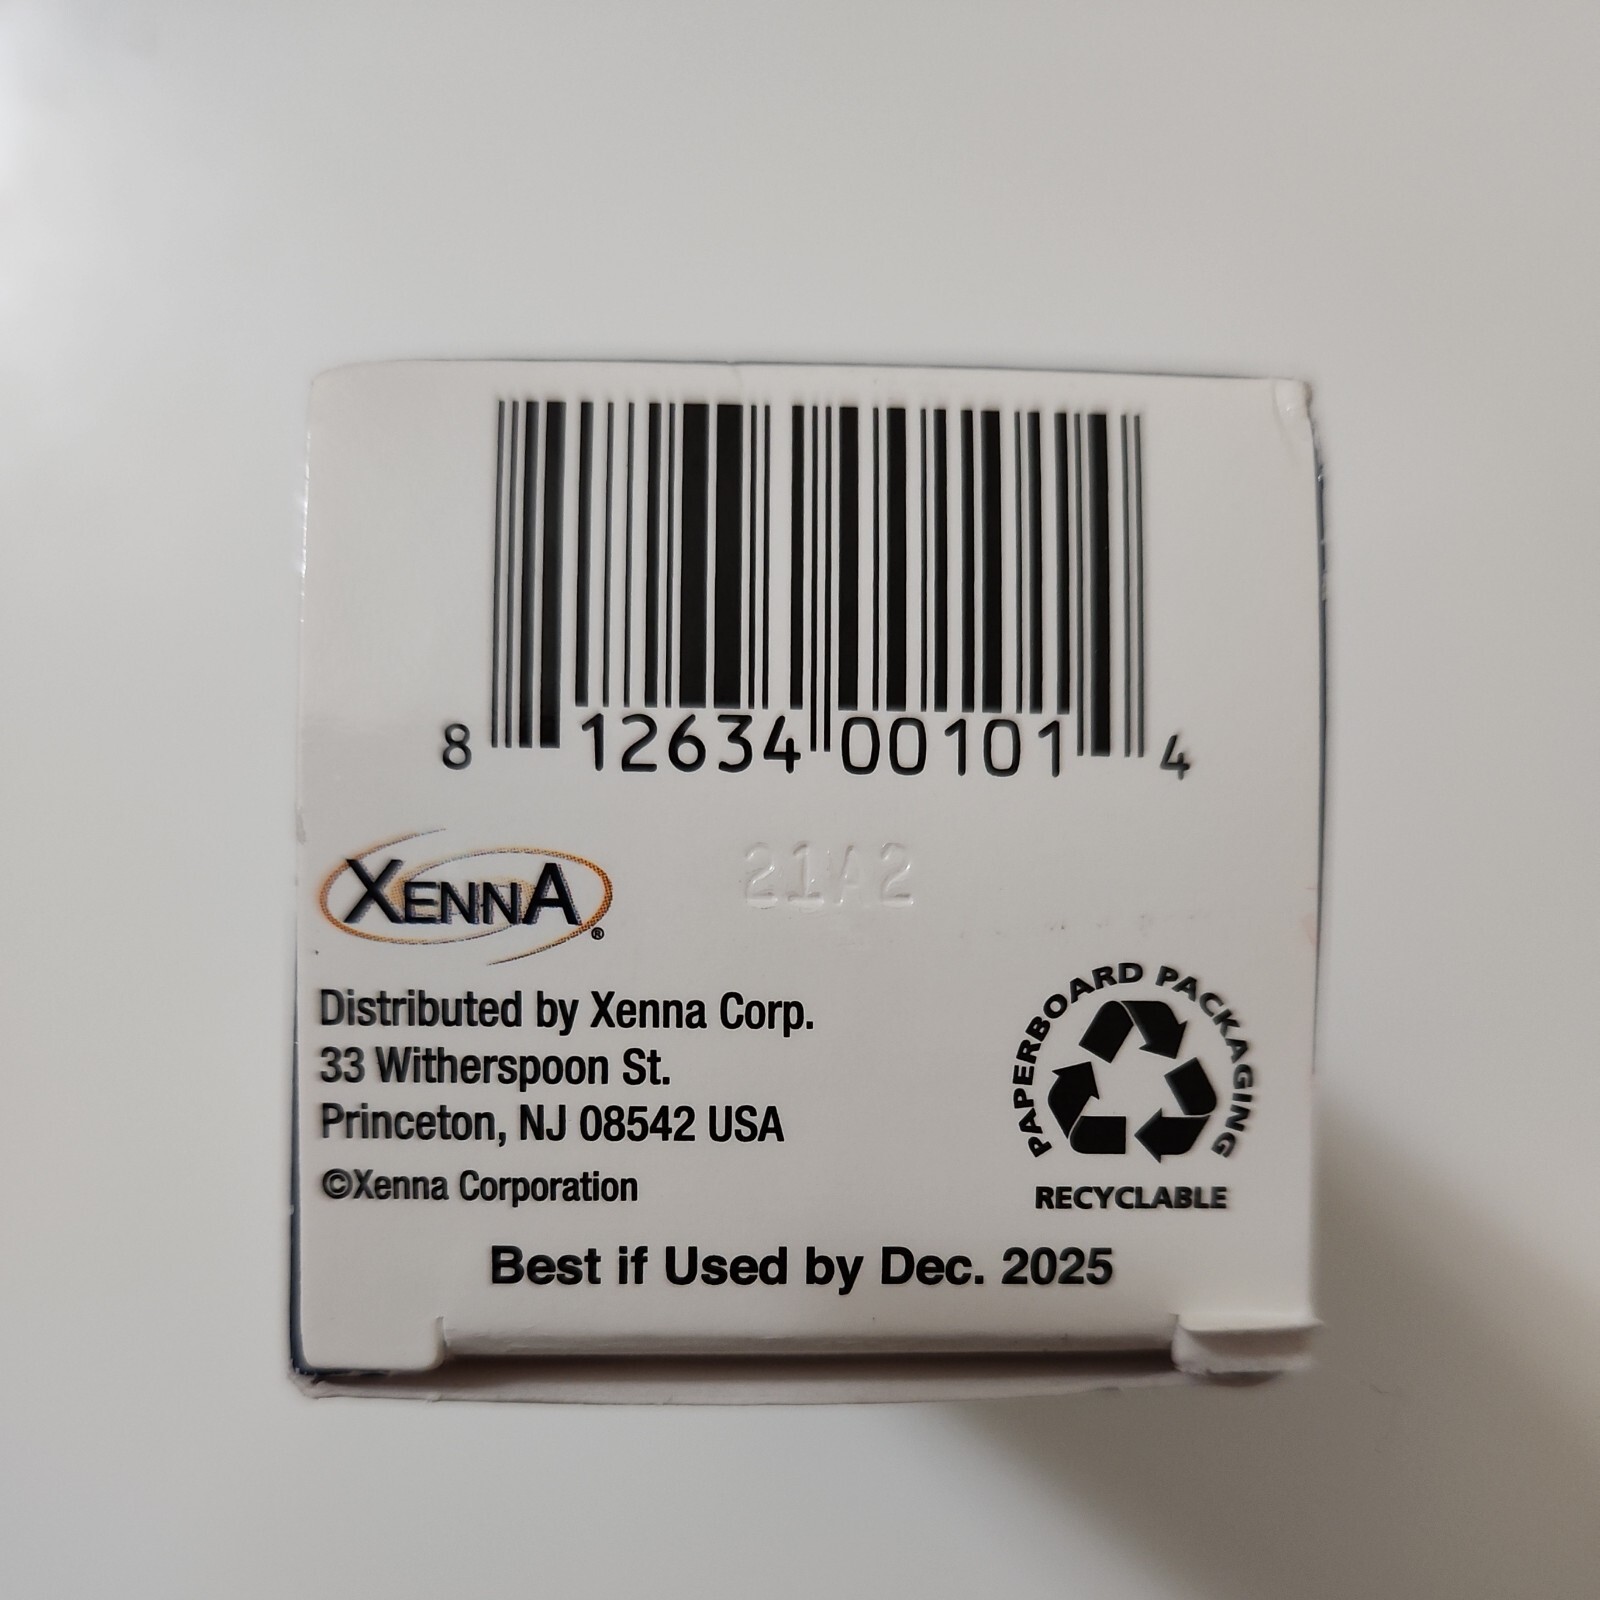 8 12634 00101 4
21A2
XENNA®
Distributed by Xenna Corp.
33 Witherspoon St.
Princeton, NJ 08542 USA
©Xenna Corporation
PAPERBOARD PACKAGING
RECYCLABLE
Best if Used by Dec. 2025